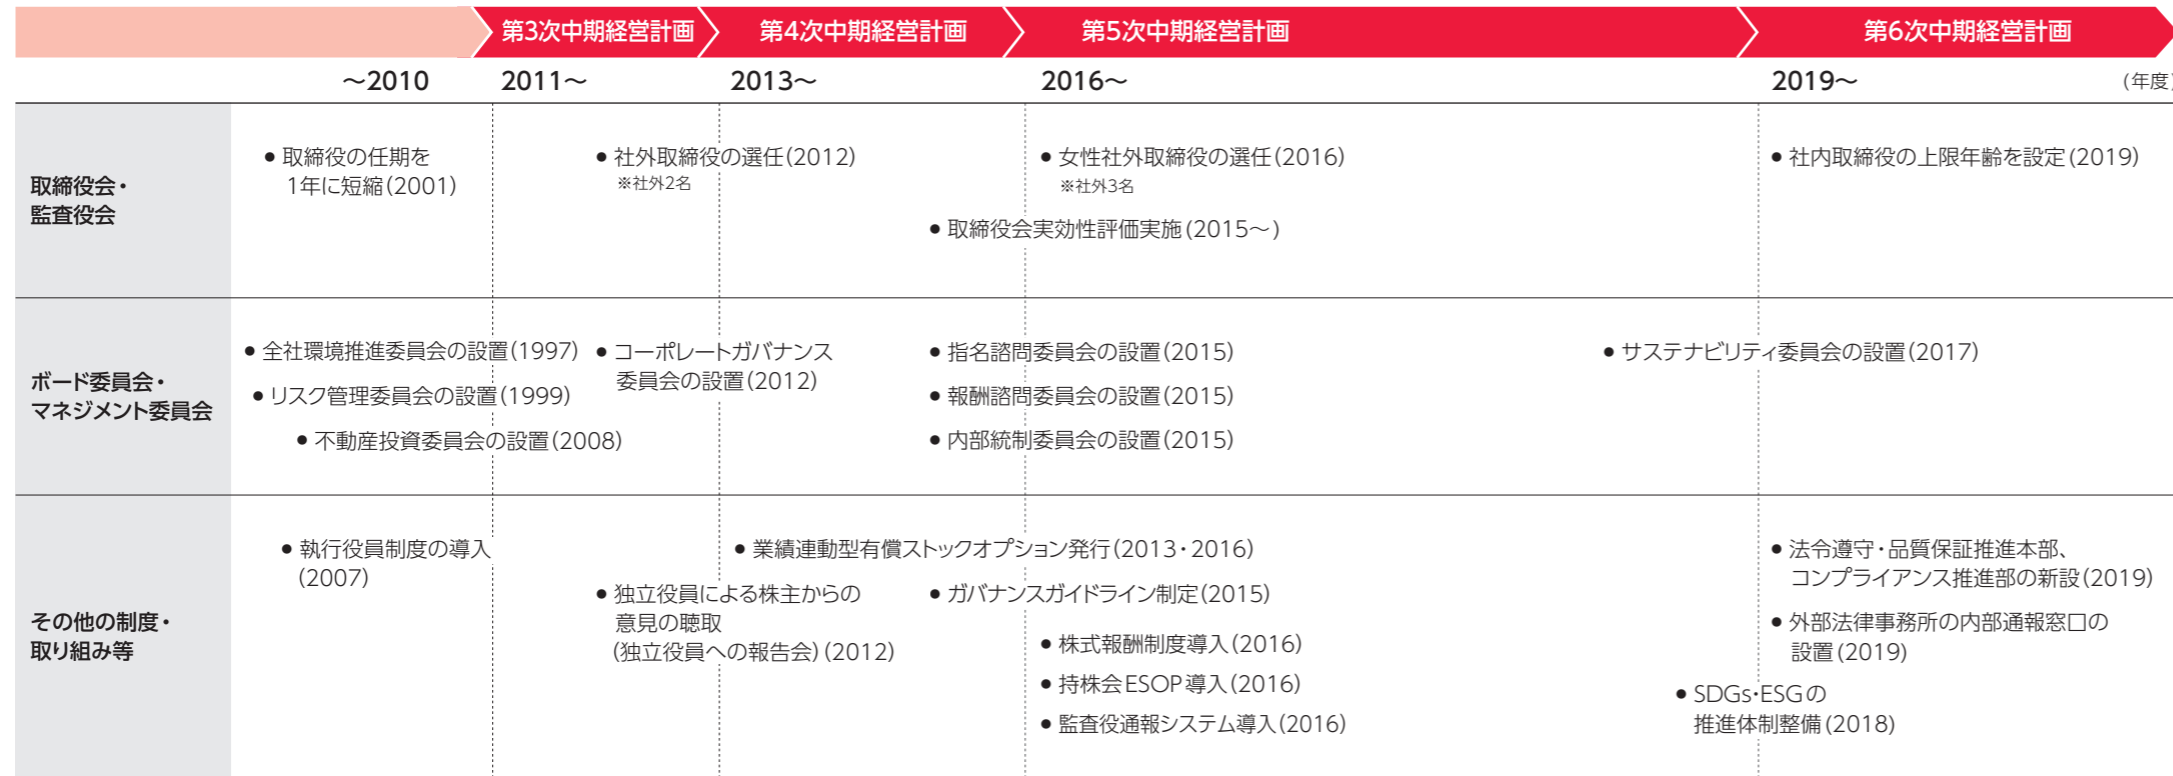 第3次中期経営計画
第4次中期経営計画
第5次中期経営計画
第6次中期経営計画
～2010
2011～
2013～
2016～
2019～
(年度)
取締役会・
監査役会
● 取締役の任期を
1年に短縮(2001)
● 社外取締役の選任(2012)
※社外2名
● 女性社外取締役の選任(2016)
※社外3名
● 取締役会実効性評価実施(2015～)
● 社内取締役の上限年齢を設定(2019)
ボード委員会・
マネジメント委員会
● 全社環境推進委員会の設置(1997)
● リスク管理委員会の設置(1999)
● 不動産投資委員会の設置(2008)
● コーポレートガバナンス
委員会の設置(2012)
● 指名諮問委員会の設置(2015)
● 報酬諮問委員会の設置(2015)
● 内部統制委員会の設置(2015)
● サステナビリティ委員会の設置(2017)
その他の制度・
取り組み等
● 執行役員制度の導入
(2007)
● 業績連動型有償ストックオプション発行(2013・2016)
● 独立役員による株主からの
意見の聴取
(独立役員への報告会)(2012)
● ガバナンスガイドライン制定(2015)
● 株式報酬制度導入(2016)
● 持株会ESOP導入(2016)
● 監査役通報システム導入(2016)
● 法令遵守・品質保証推進本部、
コンプライアンス推進部の新設(2019)
● 外部法律事務所の内部通報窓口の
設置(2019)
● SDGs・ESGの
推進体制整備(2018)